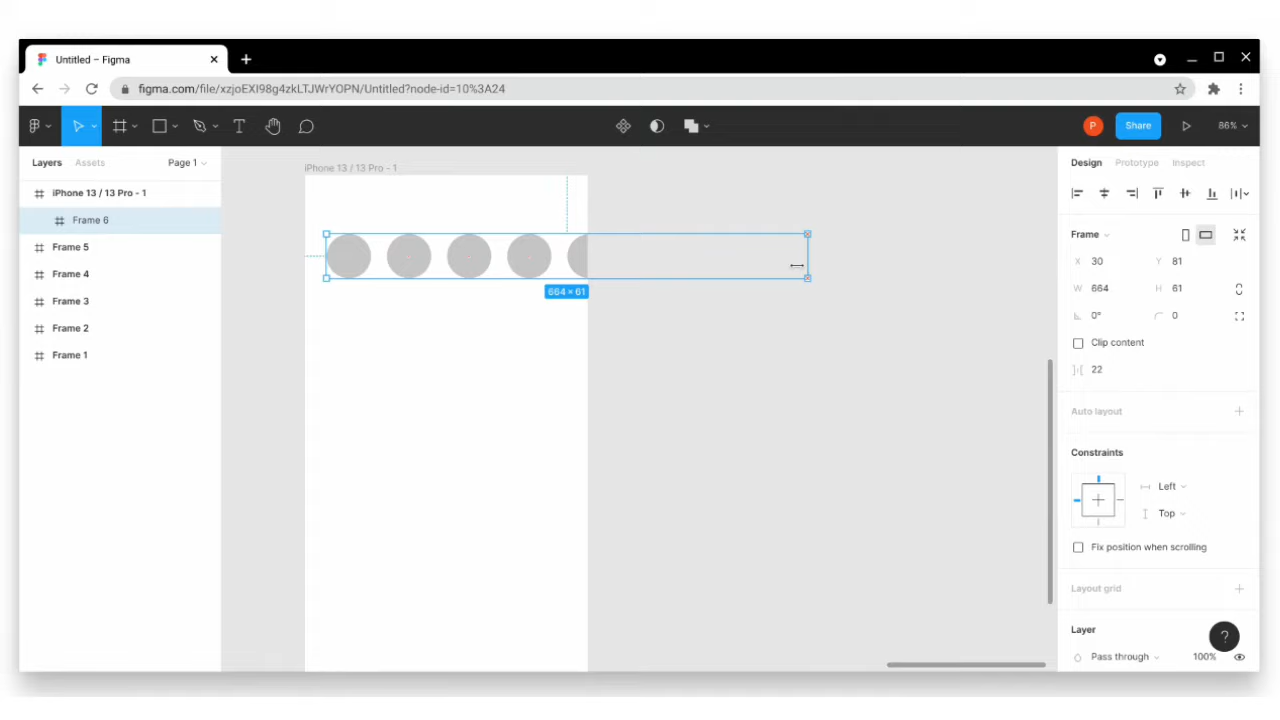 Untitled – Figma
figma.com/file/xzjoEXI98g4zkLTJWrYOPN/Untitled?node-id=10%3A24
P
Share
86%
Layers
Assets
Page 1
iPhone 13 / 13 Pro - 1
Frame 6
Frame 5
Frame 4
Frame 3
Frame 2
Frame 1
iPhone 13 / 13 Pro - 1
664 × 61
Design
Prototype
Inspect
Frame
X 30 Y 81
W 664 H 61
0° 0
Clip content
22
Auto layout
Constraints
Left
Top
Fix position when scrolling
Layout grid
Layer
Pass through 100%
?